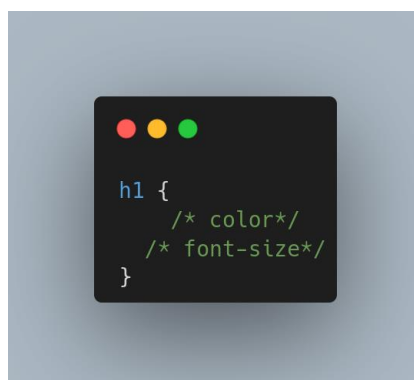 h1 {
    /* color*/
  /* font-size*/
}